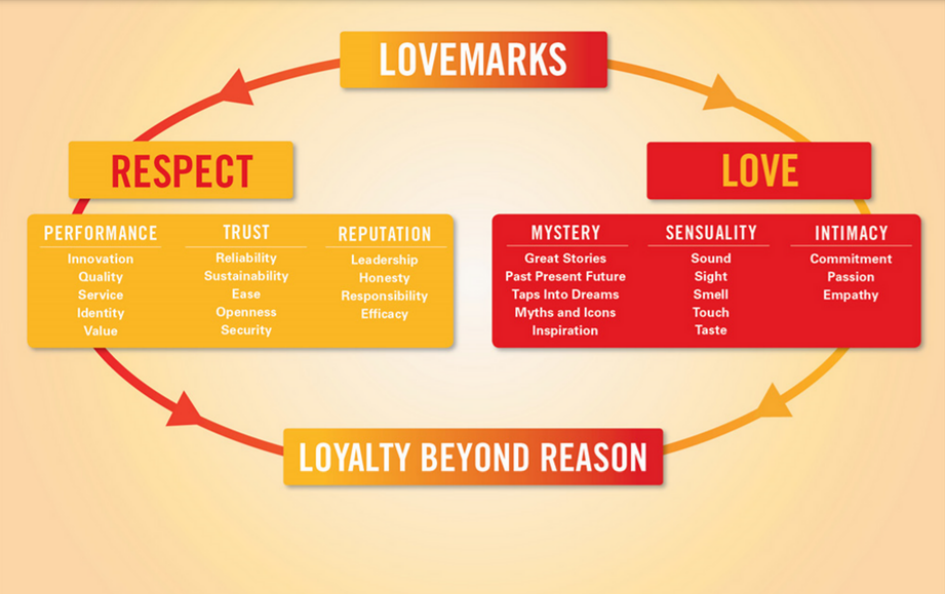 LOVEMARKS
RESPECT
PERFORMANCE
Innovation
Quality
Service
Identity
Value
TRUST
Reliability
Sustainability
Ease
Openness
Security
REPUTATION
Leadership
Honesty
Responsibility
Efficacy
LOVE
MYSTERY
Great Stories
Past Present Future
Taps Into Dreams
Myths and Icons
Inspiration
SENSUALITY
Sound
Sight
Smell
Touch
Taste
INTIMACY
Commitment
Passion
Empathy
LOYALTY BEYOND REASON